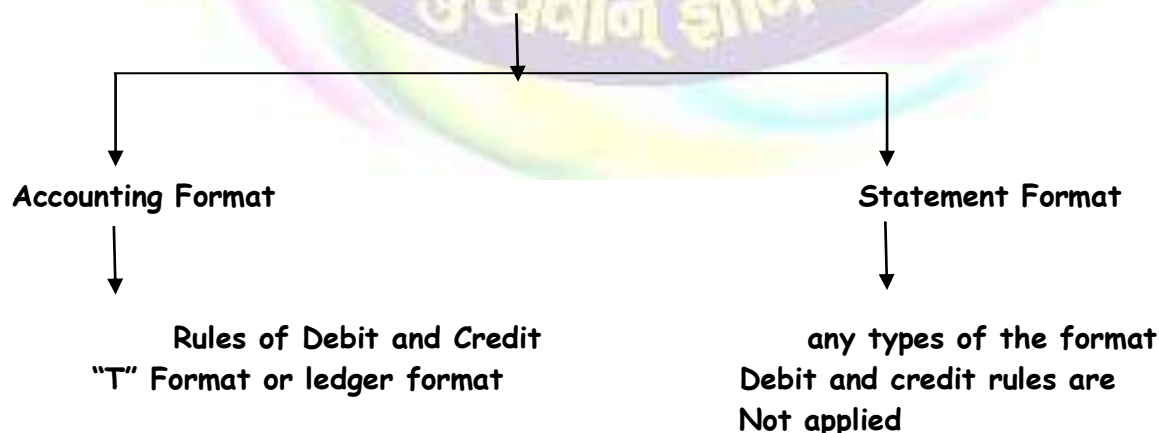 Accounting Format
Statement Format
Rules of Debit and Credit
“T” Format or ledger format
any types of the format
Debit and credit rules are
Not applied